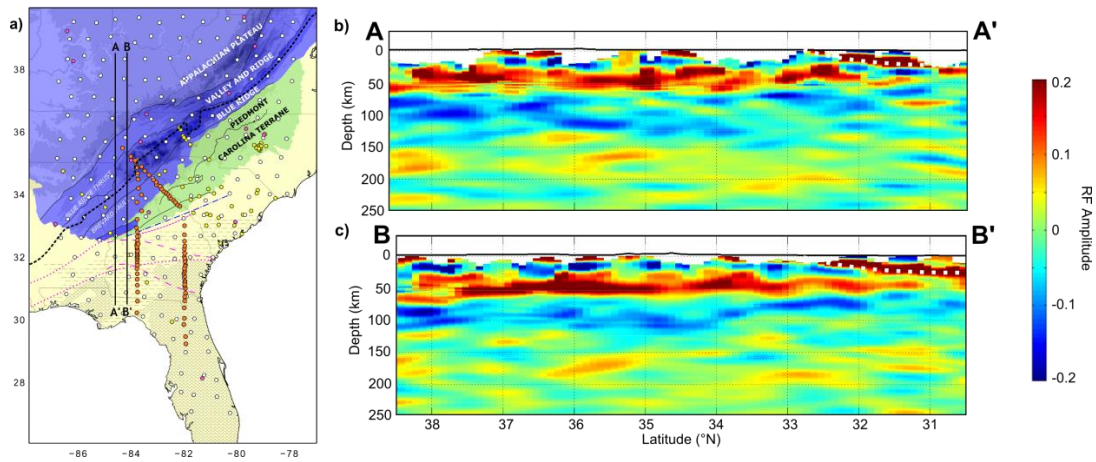 a)
A B
APPALACHIAN PLATEAU
VALLEY AND RIDGE
BLUE RIDGE
PIEDMONT
CAROLINA TERRANE
A' B'
38
36
34
32
30
28
−86 −84 −82 −80 −78
b)
A A'
Depth (km)
0
50
100
150
200
250
c)
B B'
Depth (km)
0
50
100
150
200
250
38 37 36 35 34 33 32 31
Latitude (°N)
0.2
0.1
0
-0.1
-0.2
RF Amplitude